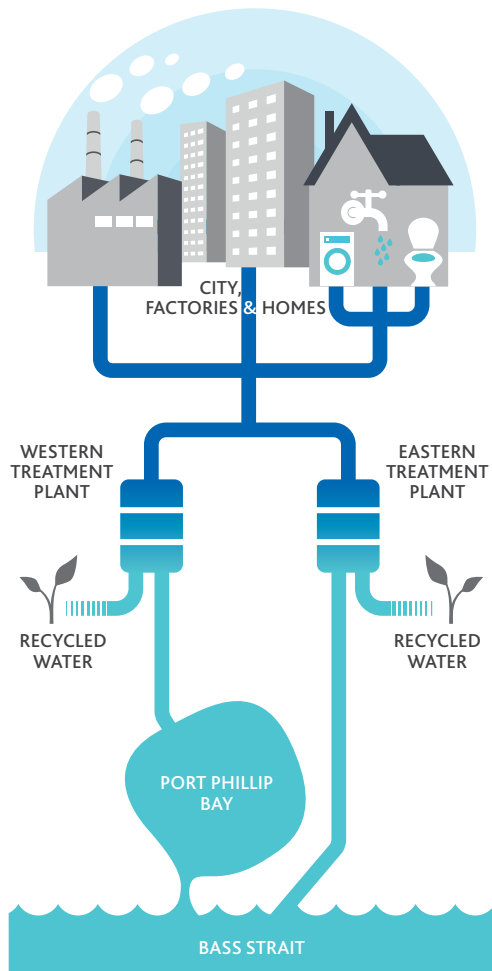 CITY,
FACTORIES & HOMES
WESTERN
TREATMENT
PLANT
EASTERN
TREATMENT
PLANT
RECYCLED
WATER
RECYCLED
WATER
PORT PHILLIP
BAY
BASS STRAIT